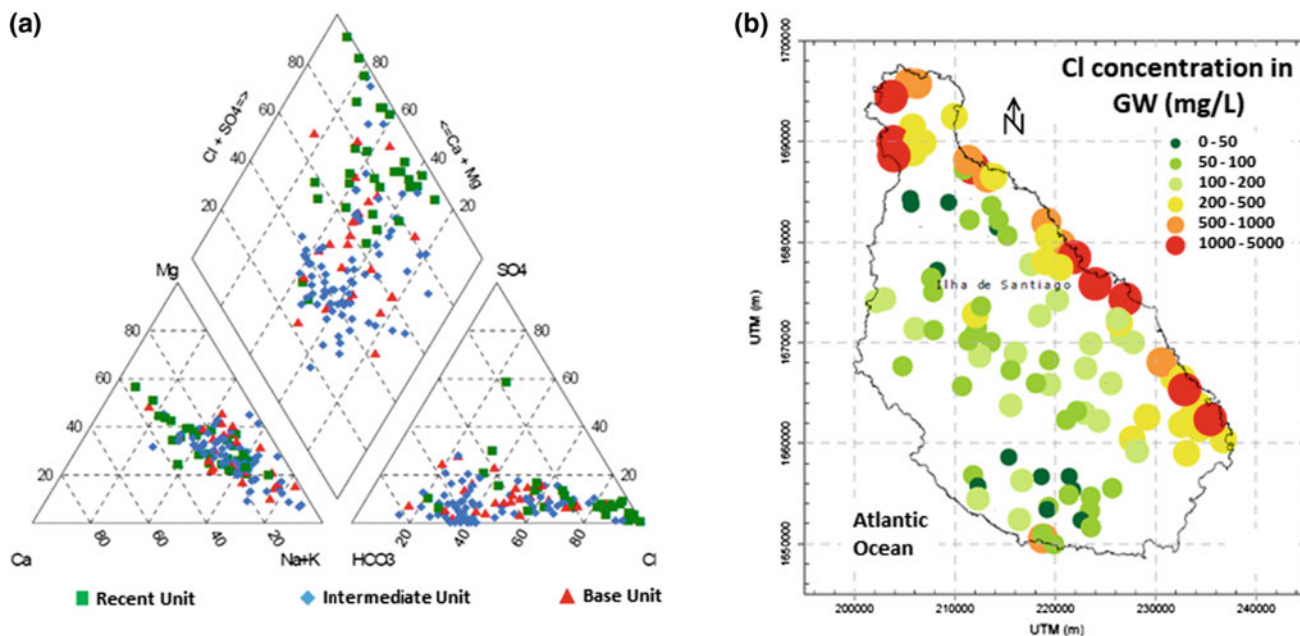 (a)
80
80
60
60
Cl + SO4=>
<=Ca + Mg
40
40
20
20
Mg
SO4
80
80
60
60
40
40
20
20
80
60
40
20
20
40
60
80
Ca
Na+K
HCO3
Cl
Recent Unit
Intermediate Unit
Base Unit
(b)
Cl concentration in
GW (mg/L)
N
0 - 50
50 - 100
100 - 200
200 - 500
500 - 1000
1000 - 5000
Ilha de Santiago
Atlantic
Ocean
1700000
1690000
1680000
1670000
1660000
1650000
UTM (m)
200000
210000
220000
230000
240000
UTM (m)